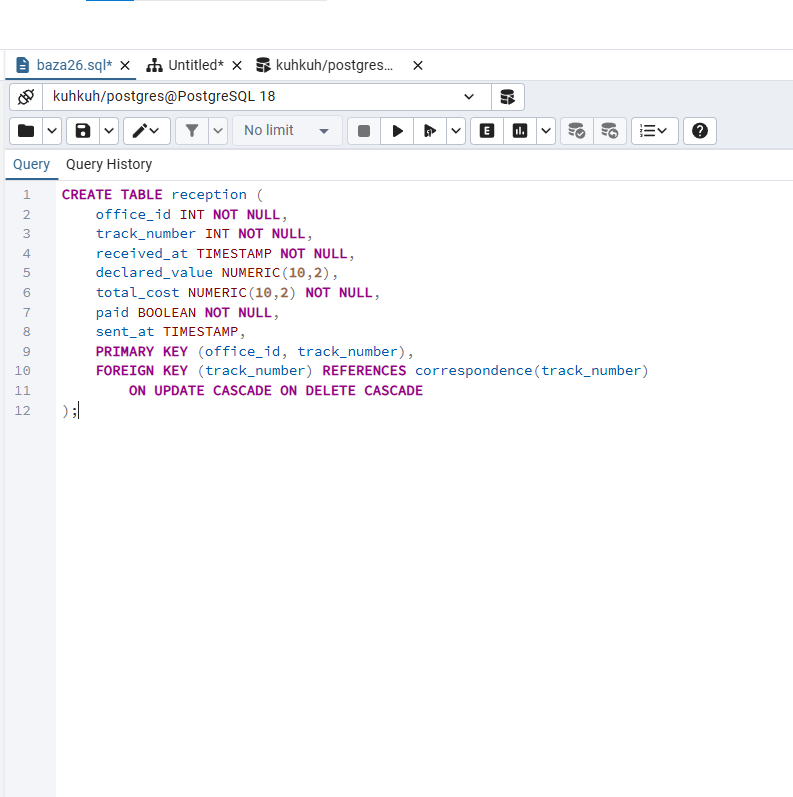 baza26.sql* Untitled* kuhkuh/postgres...
kuhkuh/postgres@PostgreSQL 18
No limit
E
Query Query History
1 CREATE TABLE reception (
2 office_id INT NOT NULL,
3 track_number INT NOT NULL,
4 received_at TIMESTAMP NOT NULL,
5 declared_value NUMERIC(10,2),
6 total_cost NUMERIC(10,2) NOT NULL,
7 paid BOOLEAN NOT NULL,
8 sent_at TIMESTAMP,
9 PRIMARY KEY (office_id, track_number),
10 FOREIGN KEY (track_number) REFERENCES correspondence(track_number)
11 ON UPDATE CASCADE ON DELETE CASCADE
12 );